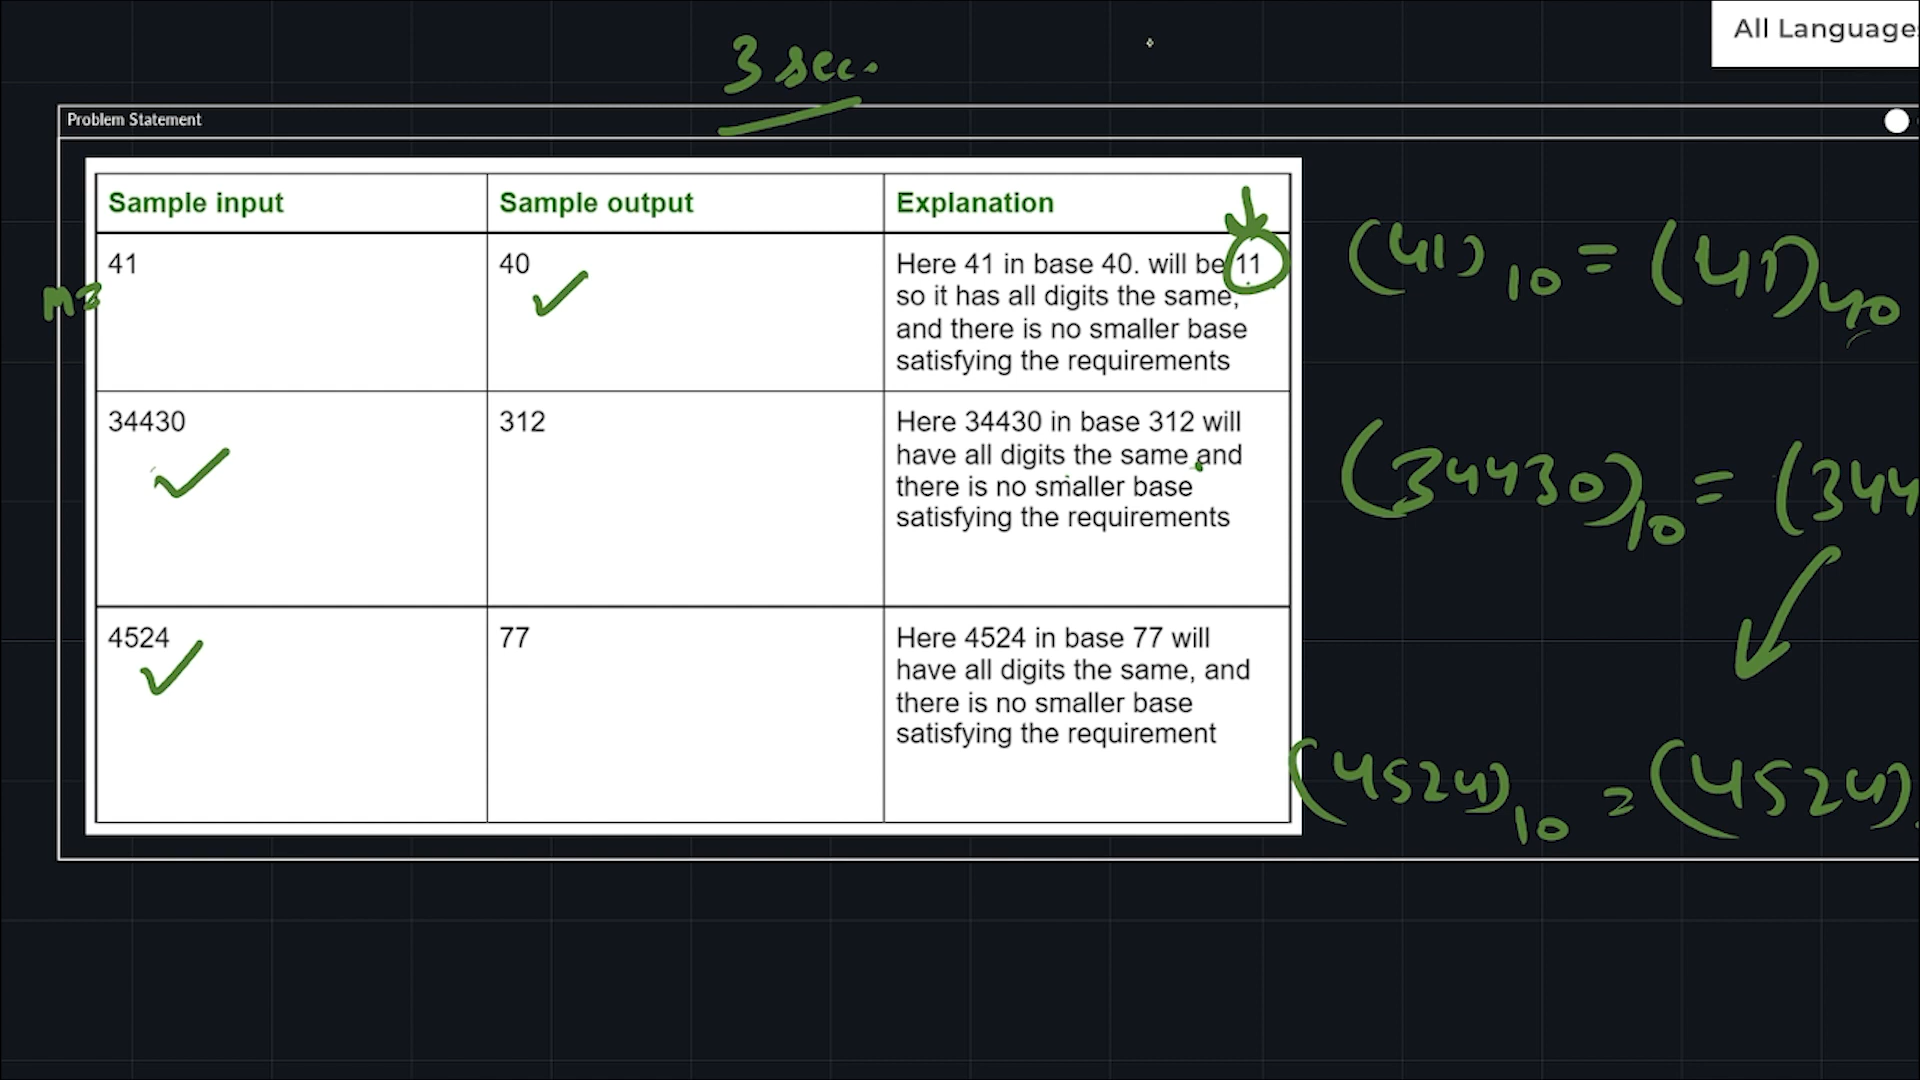 All Language
3 sec.
Problem Statement
Sample input
Sample output
Explanation
41
40
Here 41 in base 40. will be 11
so it has all digits the same,
and there is no smaller base
satisfying the requirements
(41)10 = (41)40
34430
312
Here 34430 in base 312 will
have all digits the same and
there is no smaller base
satisfying the requirements
(34430)10 = (344
4524
77
Here 4524 in base 77 will
have all digits the same, and
there is no smaller base
satisfying the requirement
(4524)10 = (4524)